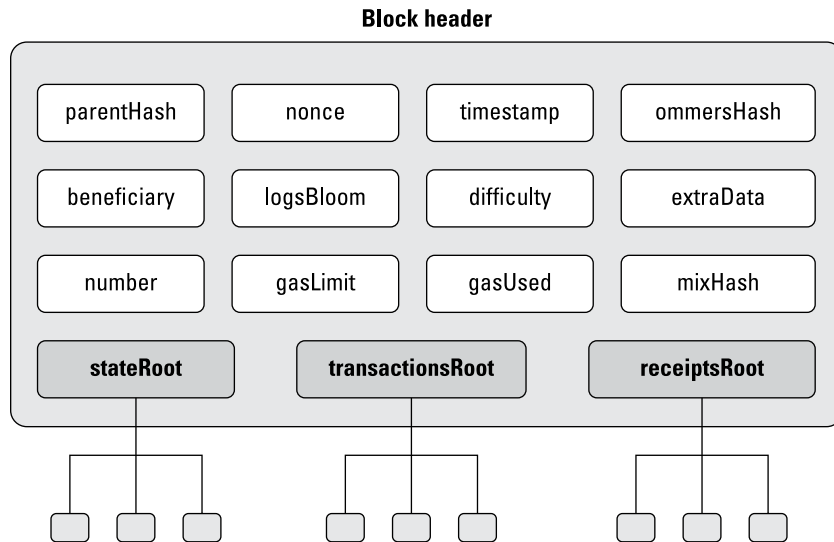 Block header
parentHash nonce timestamp ommersHash
beneficiary logsBloom difficulty extraData
number gasLimit gasUsed mixHash
stateRoot transactionsRoot receiptsRoot